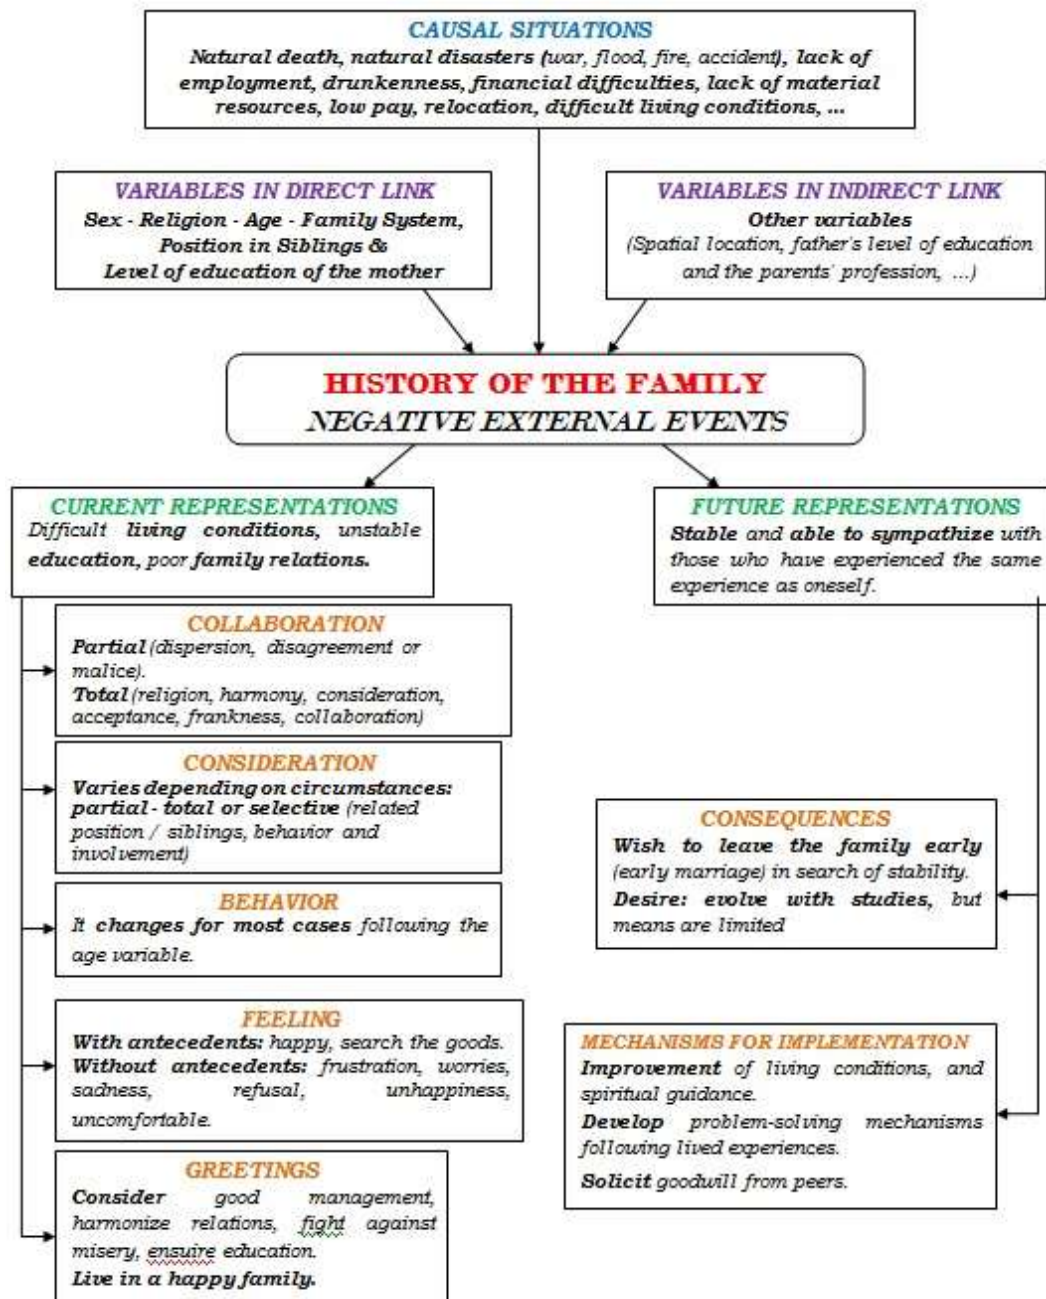 CAUSAL SITUATIONS
Natural death, natural disasters (war, flood, fire, accident), lack of
employment, drunkenness, financial difficulties, lack of material
resources, low pay, relocation, difficult living conditions, ...
VARIABLES IN DIRECT LINK
Sex - Religion - Age - Family System,
Position in Siblings &
Level of education of the mother
VARIABLES IN INDIRECT LINK
Other variables
(Spatial location, father's level of education
and the parents' profession, ...)
HISTORY OF THE FAMILY
NEGATIVE EXTERNAL EVENTS
CURRENT REPRESENTATIONS
Difficult living conditions, unstable
education, poor family relations.
FUTURE REPRESENTATIONS
Stable and able to sympathize with
those who have experienced the same
experience as oneself.
COLLABORATION
Partial (dispersion, disagreement or
malice).
Total (religion, harmony, consideration,
acceptance, frankness, collaboration)
CONSIDERATION
Varies depending on circumstances:
partial - total or selective (related
position / siblings, behavior and
involvement)
BEHAVIOR
It changes for most cases following the
age variable.
FEELING
With antecedents: happy, search the goods.
Without antecedents: frustration, worries,
sadness, refusal, unhappiness,
uncomfortable.
GREETINGS
Consider good management,
harmonize relations, fight against
misery, ensuire education.
Live in a happy family.
CONSEQUENCES
Wish to leave the family early
(early marriage) in search of stability.
Desire: evolve with studies, but
means are limited
MECHANISMS FOR IMPLEMENTATION
Improvement of living conditions, and
spiritual guidance.
Develop problem-solving mechanisms
following lived experiences.
Solicit goodwill from peers.